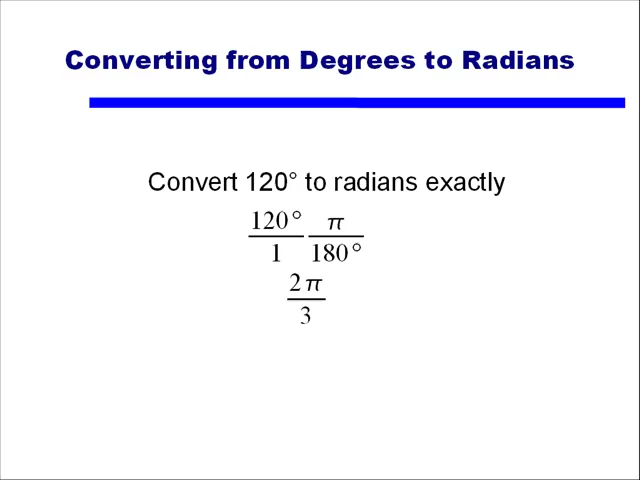 Converting from Degrees to Radians
Convert 120° to radians exactly
120° π
1 180°
2π
3